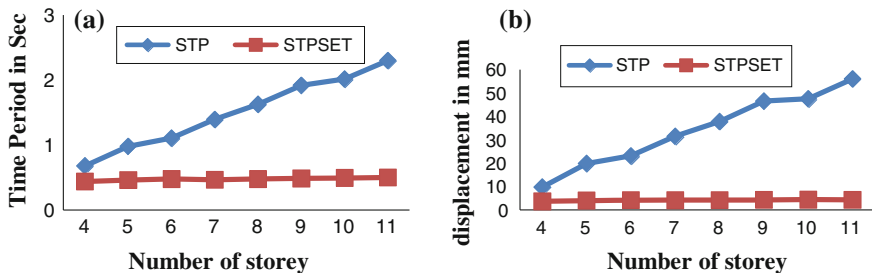 (a)
STP
STPSET
Time Period in Sec
3
2
1
0
4 5 6 7 8 9 10 11
Number of storey
(b)
STP
STPSET
displacement in mm
60
50
40
30
20
10
0
4 5 6 7 8 9 10 11
Number of storey